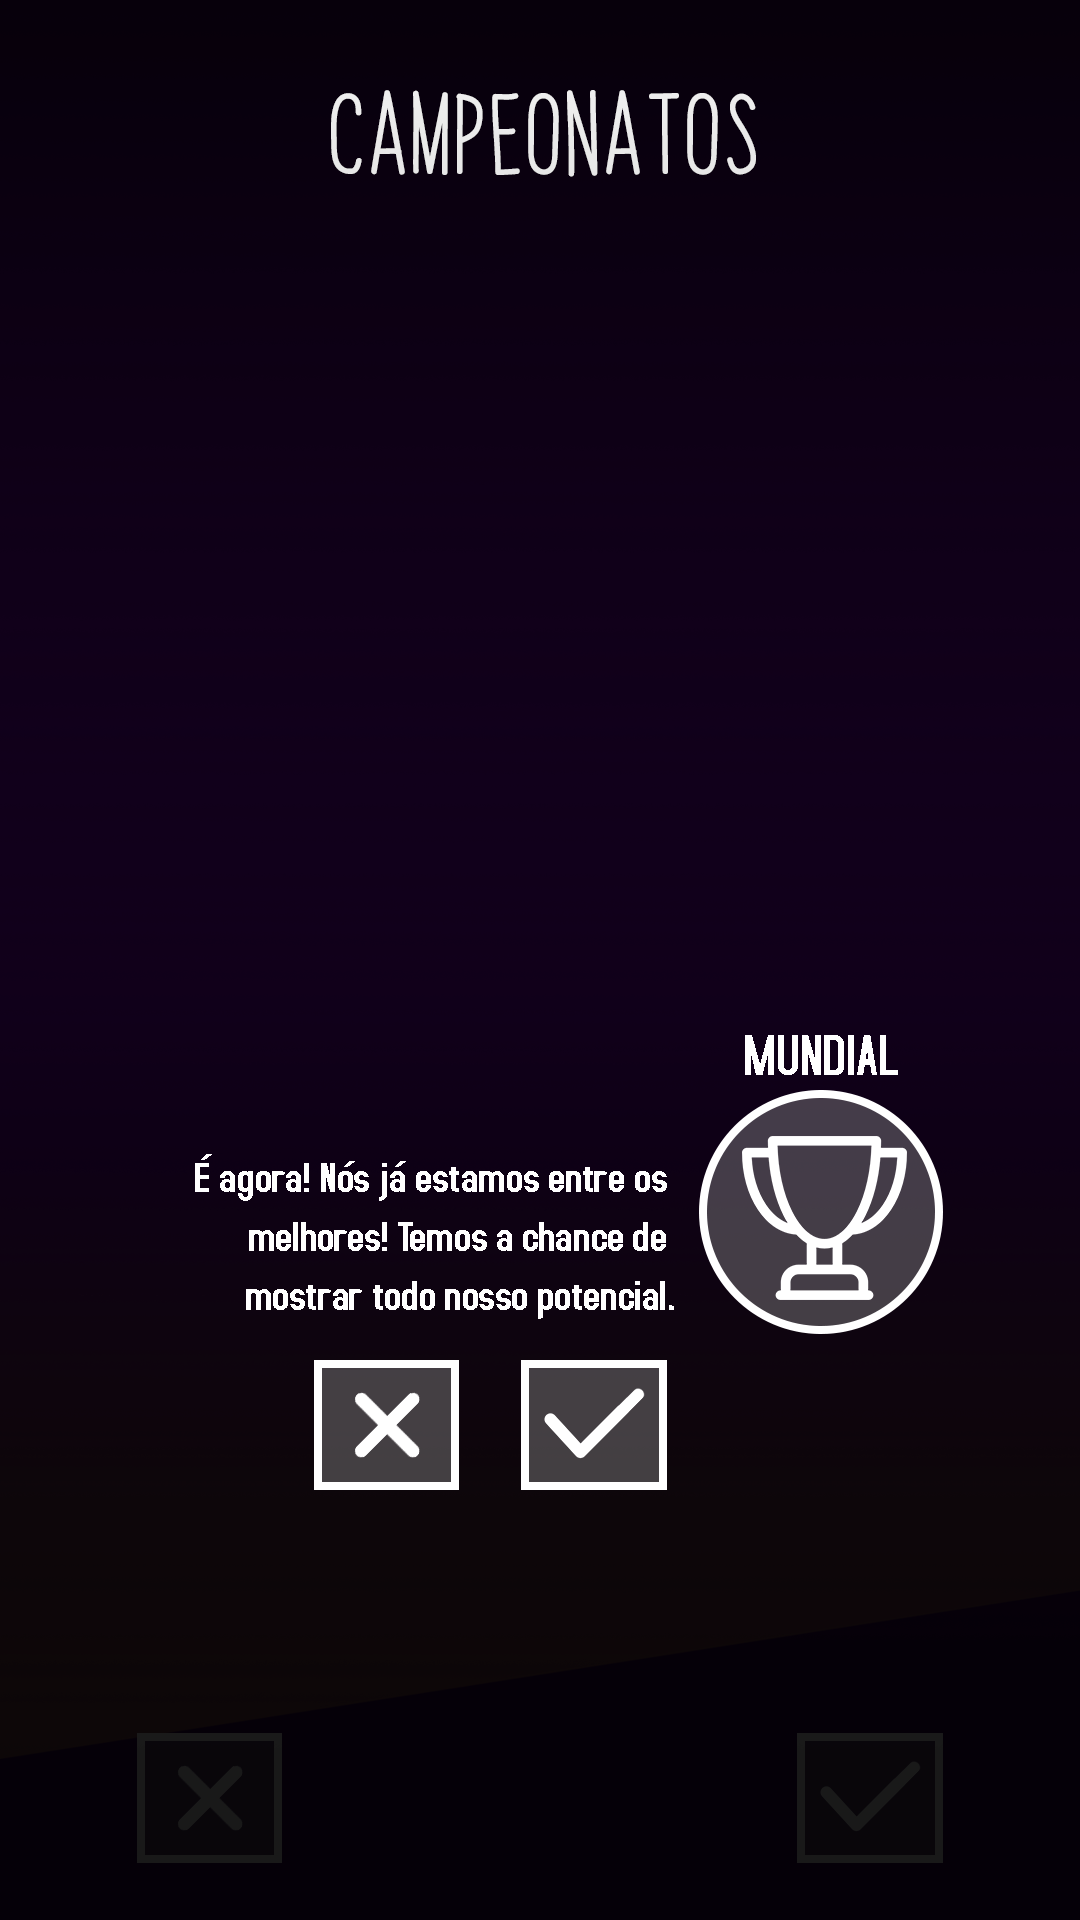 CAMPEONATOS
MUNDIAL
É agora! Nós já estamos entre os
melhores! Temos a chance de
mostrar todo nosso potencial.